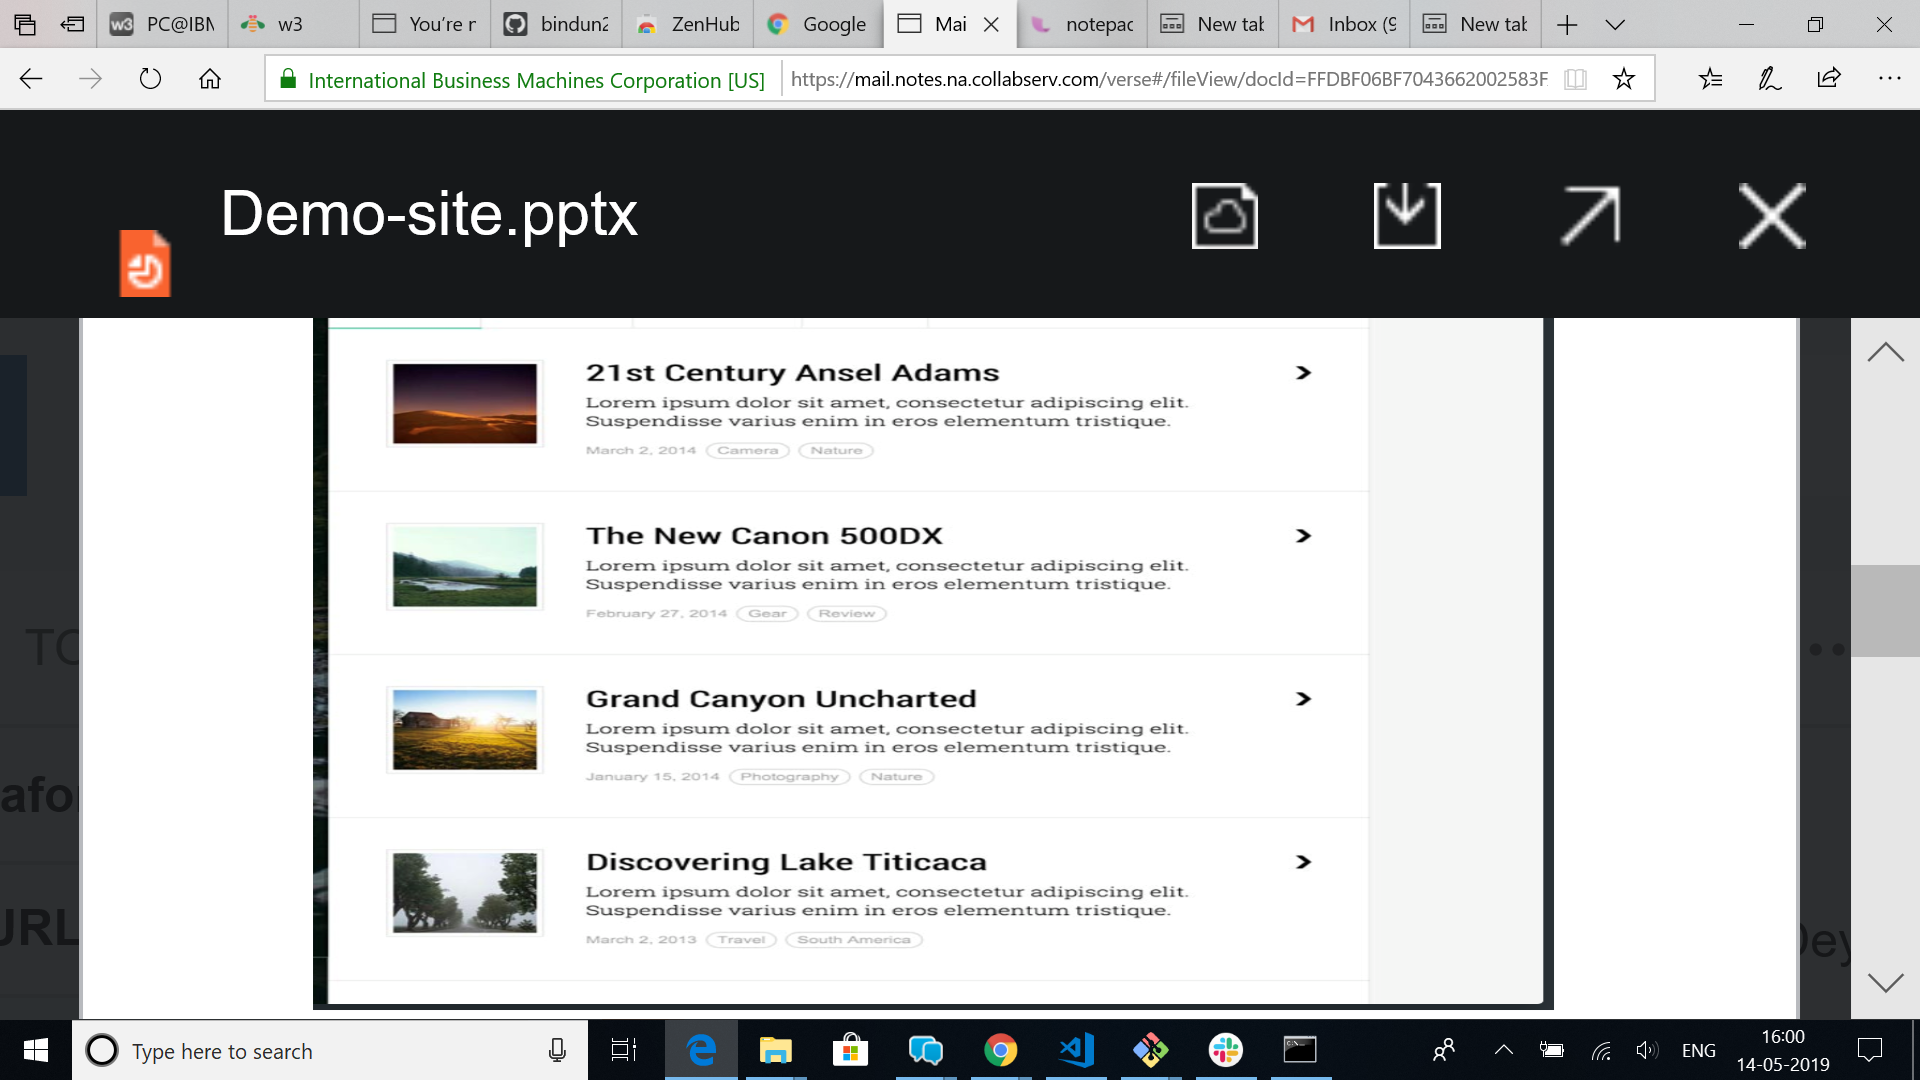 w3 PC@IBM w3 You're n bindun2 ZenHub Google Mai notepad New tab Inbox (9 New tab
International Business Machines Corporation [US] https://mail.notes.na.collabserv.com/verse#/fileView/docId=FFDBF06BF7043662002583F
Demo-site.pptx
21st Century Ansel Adams
Lorem ipsum dolor sit amet, consectetur adipiscing elit.
Suspendisse varius enim in eros elementum tristique.
March 2, 2014 Camera Nature
The New Canon 500DX
Lorem ipsum dolor sit amet, consectetur adipiscing elit.
Suspendisse varius enim in eros elementum tristique.
February 27, 2014 Gear Review
TO
Grand Canyon Uncharted
Lorem ipsum dolor sit amet, consectetur adipiscing elit.
Suspendisse varius enim in eros elementum tristique.
January 15, 2014 Photography Nature
afo
Discovering Lake Titicaca
Lorem ipsum dolor sit amet, consectetur adipiscing elit.
Suspendisse varius enim in eros elementum tristique.
March 2, 2013 Travel South America
URL
Dey
Type here to search
ENG
16:00
14-05-2019